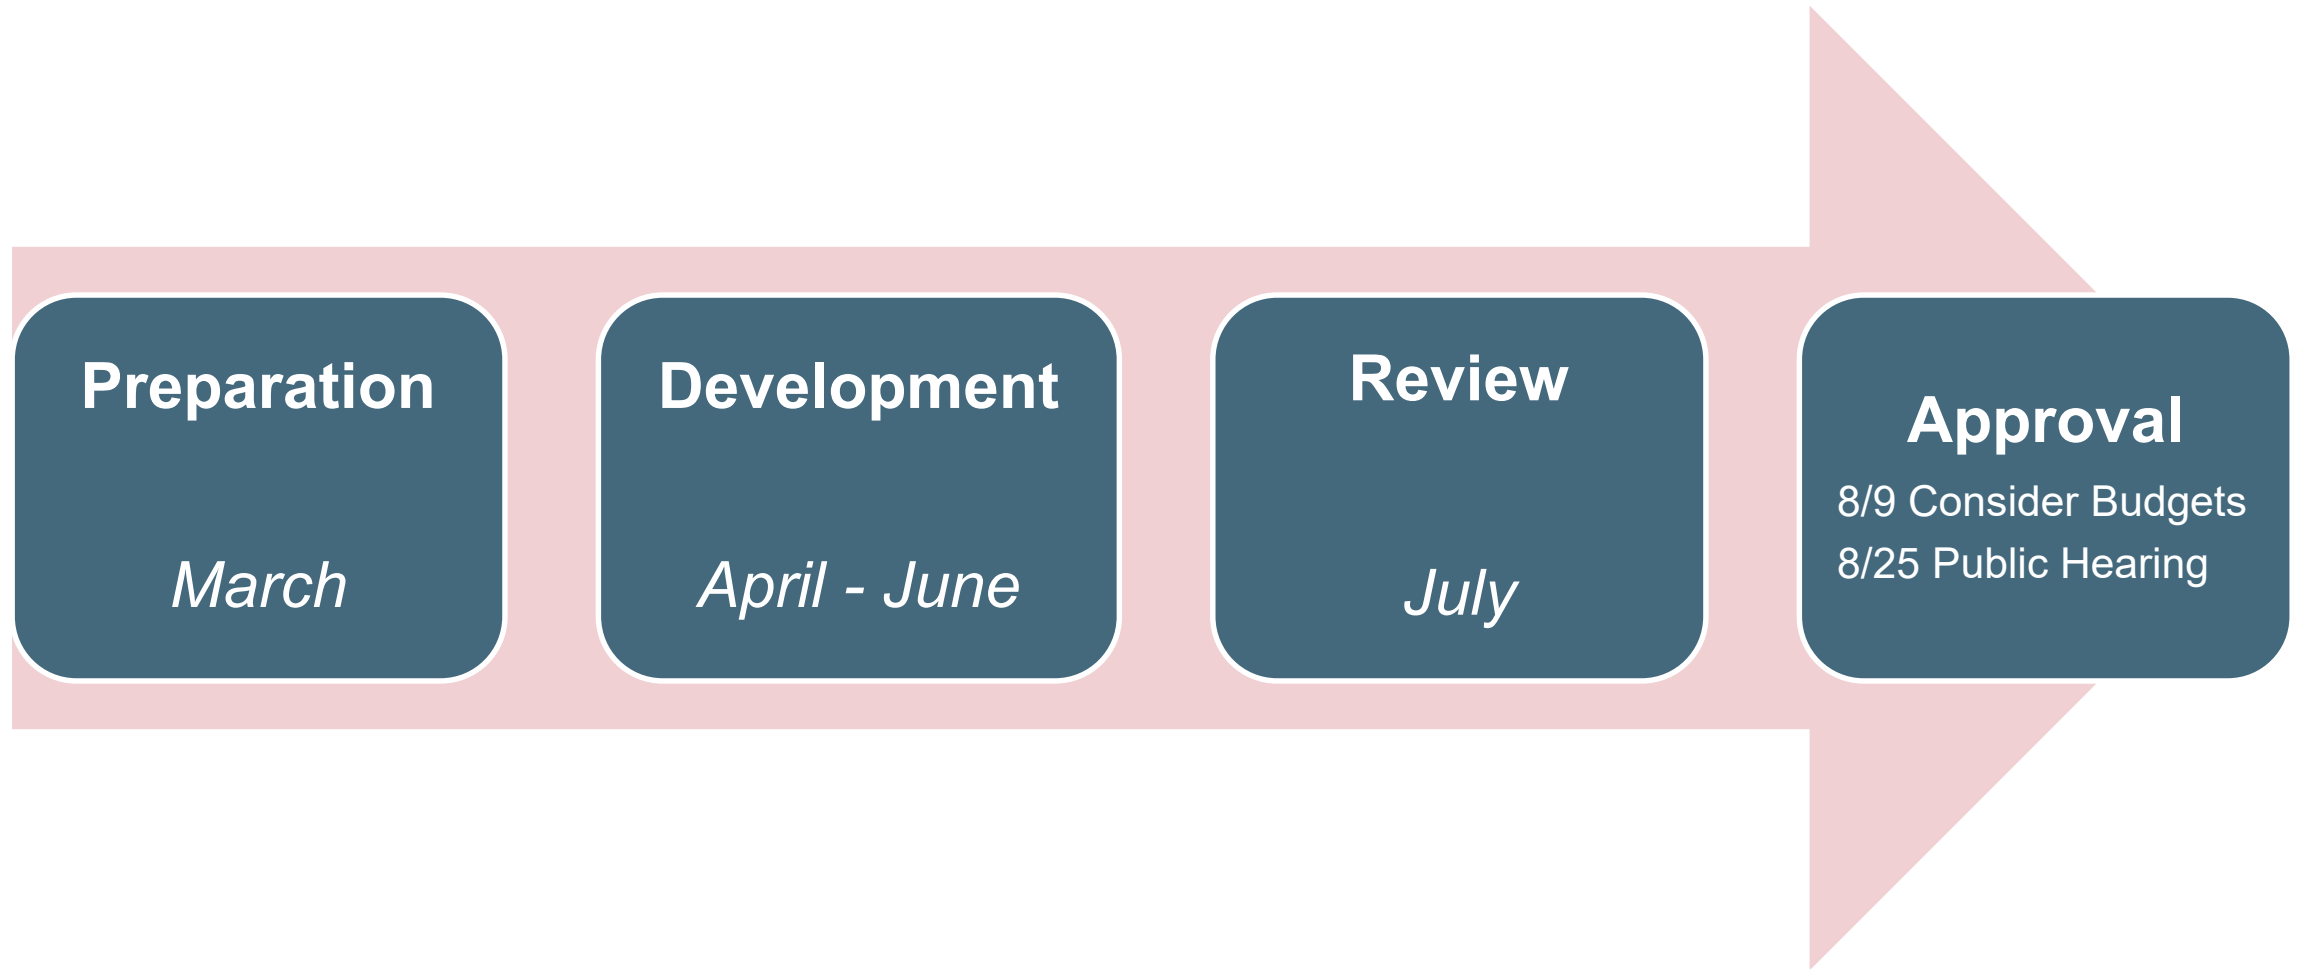 Preparation
March
Development
April - June
Review
July
Approval
8/9 Consider Budgets
8/25 Public Hearing